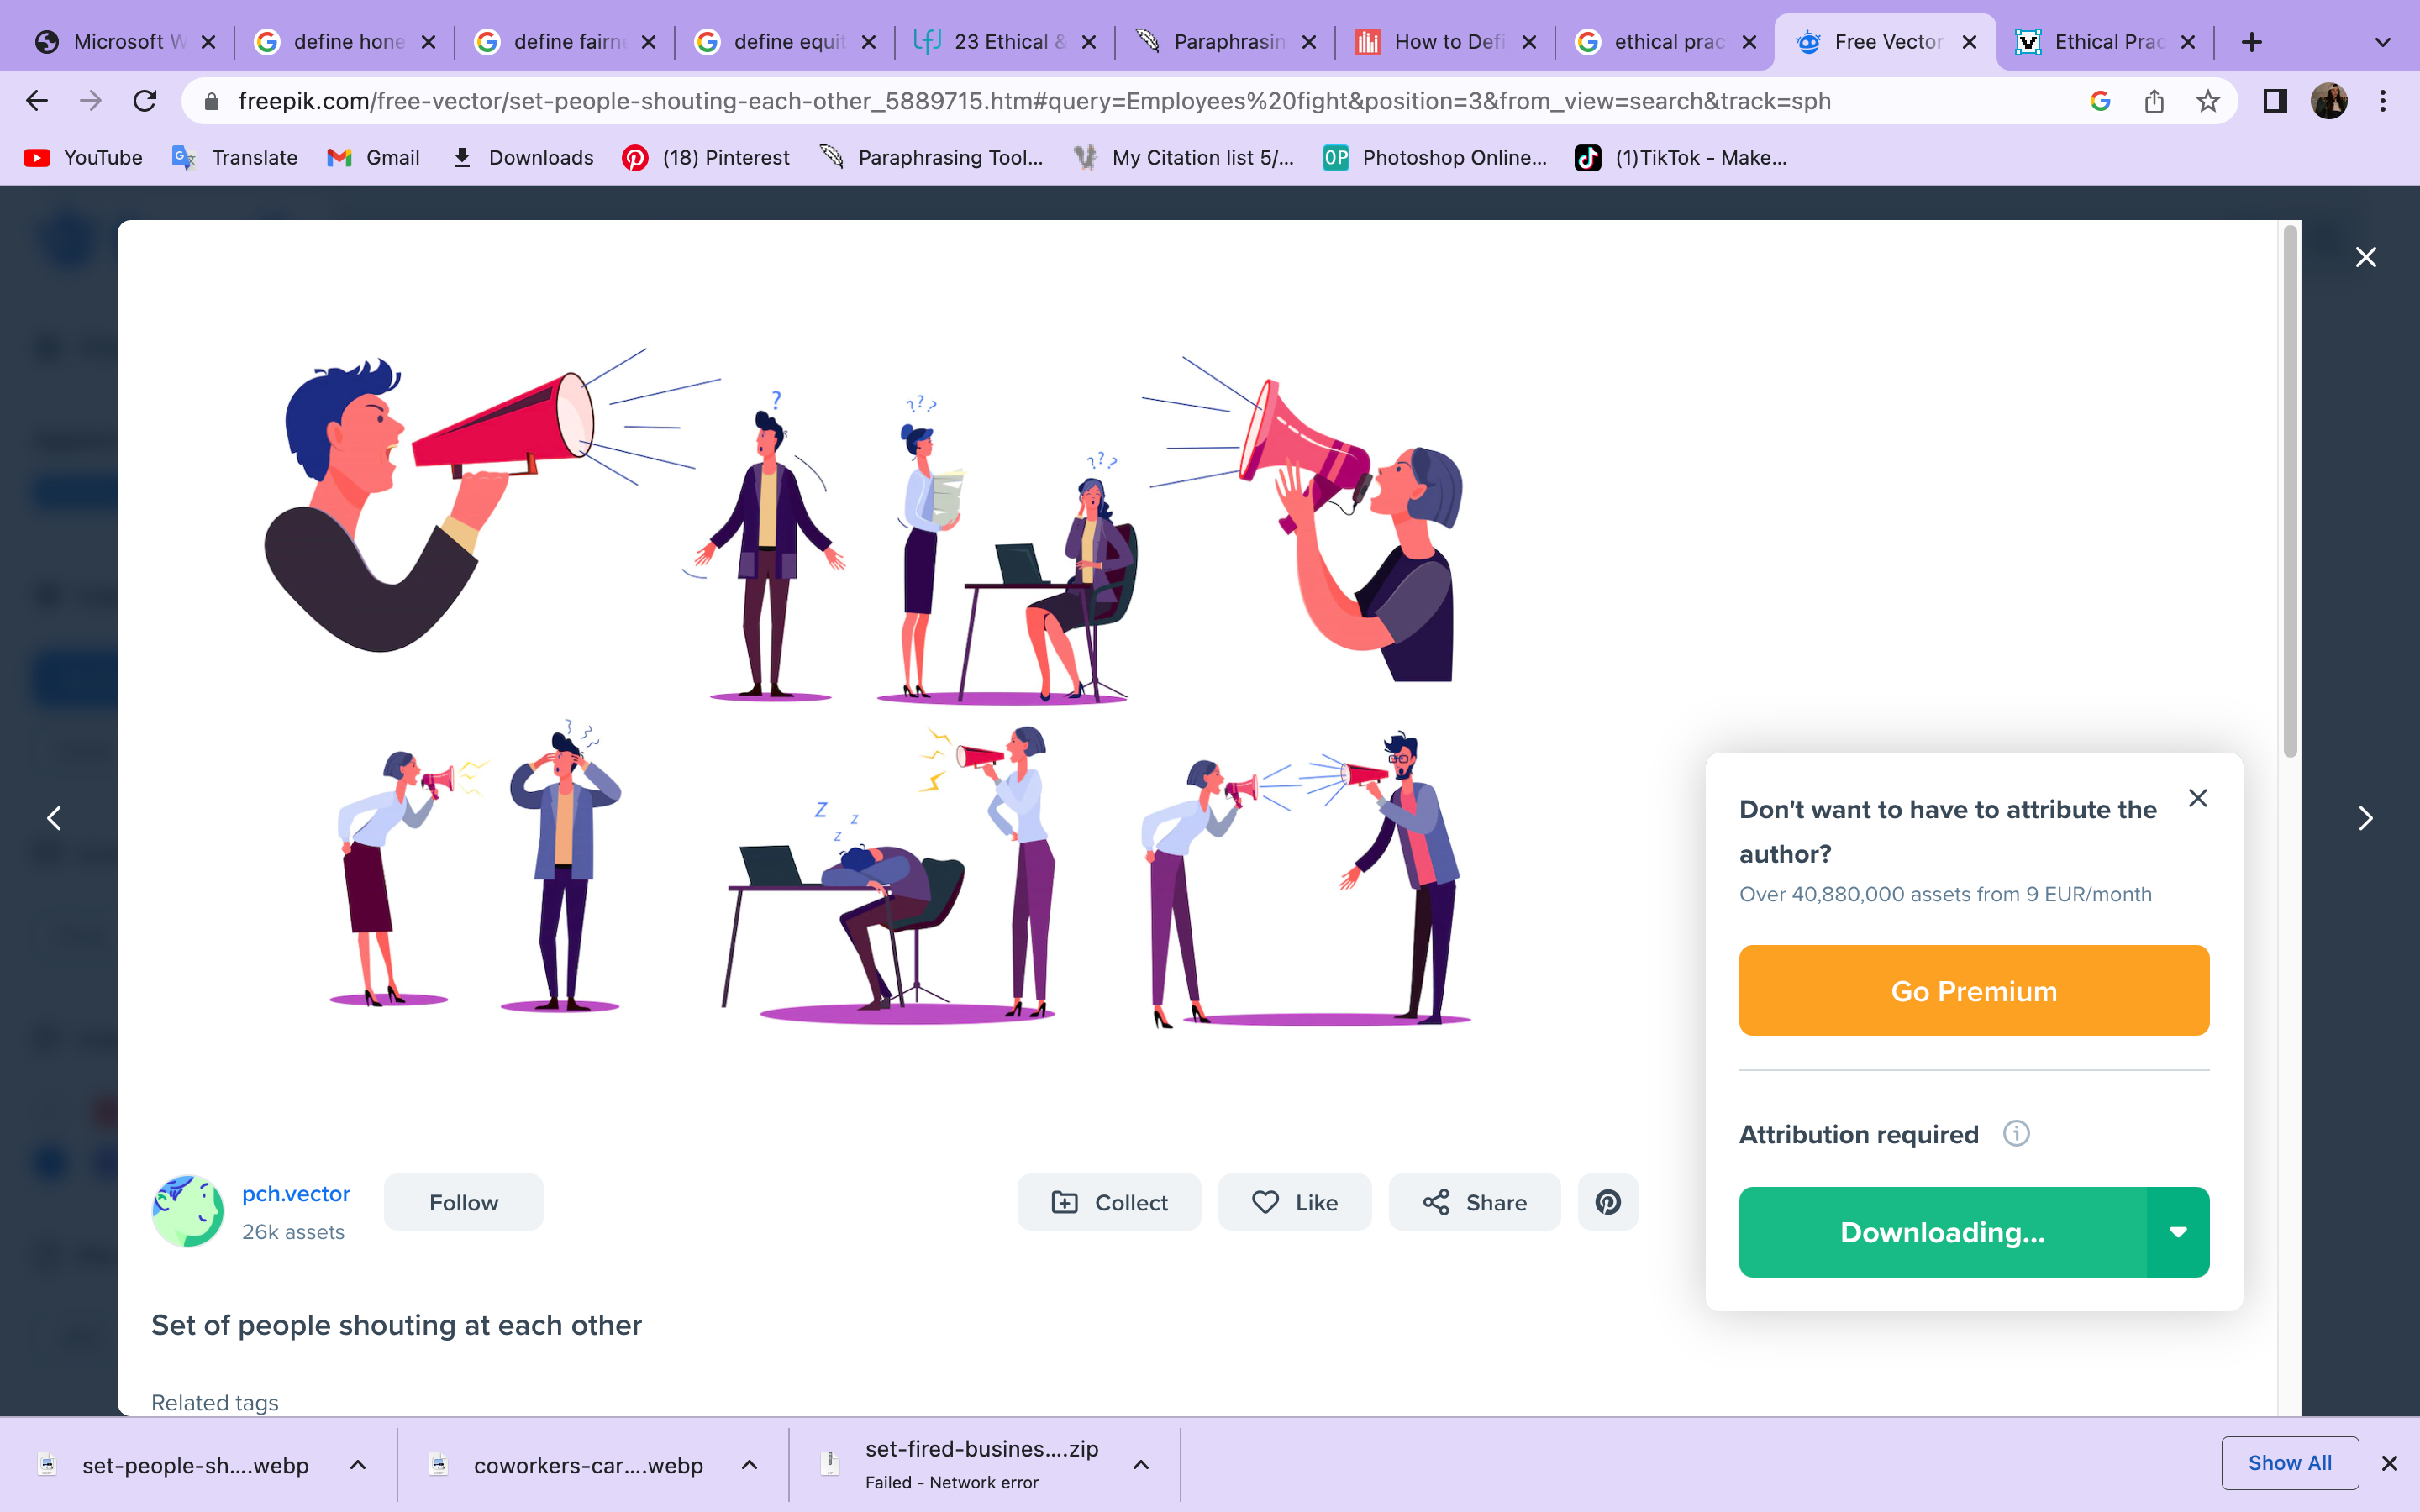 Microsoft W
define hone
define fairne
define equit
23 Ethical &
Paraphrasin
How to Defi
ethical prac
Free Vector
Ethical Prac
freepik.com/free-vector/set-people-shouting-each-other_5889715.htm#query=Employees%20fight&position=3&from_view=search&track=sph
YouTube
Translate
Gmail
Downloads
(18) Pinterest
Paraphrasing Tool...
My Citation list 5/...
OP
Photoshop Online...
(1)TikTok - Make...
?
???
???
z
z
z
Don't want to have to attribute the
author?
Over 40,880,000 assets from 9 EUR/month
Go Premium
Attribution required
Downloading...
pch.vector
26k assets
Follow
Collect
Like
Share
Set of people shouting at each other
Related tags
set-people-sh....webp
coworkers-car....webp
set-fired-busines....zip
Failed - Network error
Show All